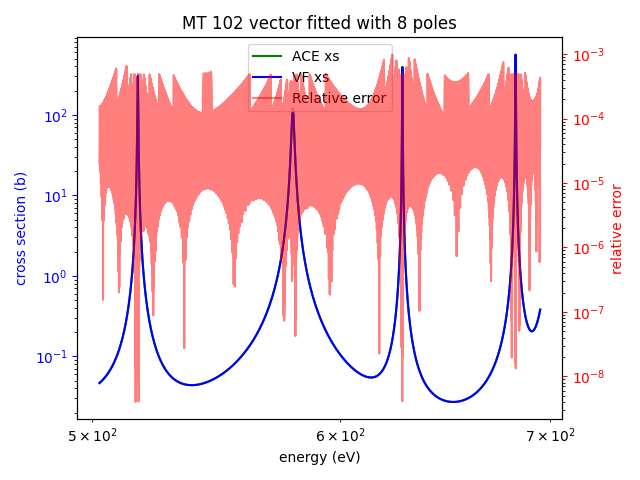 MT 102 vector fitted with 8 poles
ACE xs
VF xs
Relative error
cross section (b)
10²
10¹
10⁰
10⁻¹
relative error
10⁻³
10⁻⁴
10⁻⁵
10⁻⁶
10⁻⁷
10⁻⁸
5 × 10²
6 × 10²
7 × 10²
energy (eV)